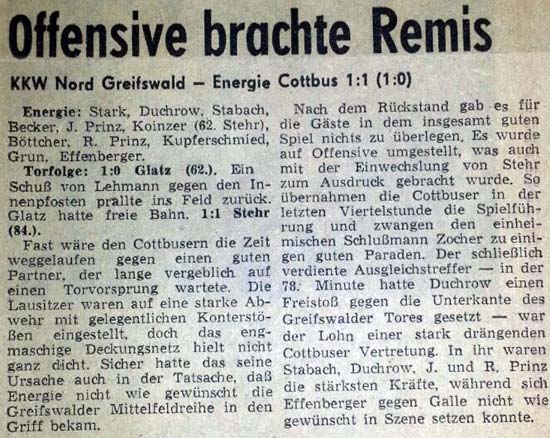 Offensive brachte Remis
KKW Nord Greifswald – Energie Cottbus 1:1 (1:0)
Energie: Stark, Duchrow, Stabach,
Becker, J. Prinz, Koinzer (62. Stehr),
Böttcher, R. Prinz, Kupferschmied,
Grun, Effenberger.
Torfolge: 1:0 Glatz (62.). Ein
Schuß von Lehmann gegen den In-
nenpfosten prallte ins Feld zurück.
Glatz hatte freie Bahn. 1:1 Stehr
(84.).
Fast wäre den Cottbusern die Zeit
weggelaufen gegen einen guten
Partner, der lange vergeblich auf
einen Torvorsprung wartete. Die
Lausitzer waren auf eine starke Ab-
wehr mit gelegentlichen Konterstö-
ßen eingestellt, doch das eng-
maschige Deckungsnetz hielt nicht
ganz dicht. Sicher hatte das seine
Ursache auch in der Tatsache, daß
Energie nicht wie gewünscht die
Greifswalder Mittelfeldreihe in den
Griff bekam.
Nach dem Rückstand gab es für
die Gäste in dem insgesamt guten
Spiel nichts zu überlegen. Es wurde
auf Offensive umgestellt, was auch
mit der Einwechslung von Stehr
zum Ausdruck gebracht wurde. So
übernahmen die Cottbuser in der
letzten Viertelstunde die Spielfüh-
rung und zwangen den einhei-
mischen Schlußmann Zocher zu eini-
gen guten Paraden. Der schließlich
verdiente Ausgleichstreffer — in der
78. Minute hatte Duchrow einen
Freistoß gegen die Unterkante des
Greifswalder Tores gesetzt — war
der Lohn einer stark drängenden
Cottbuser Vertretung. In ihr waren
Stabach, Duchrow, J. und R. Prinz
die stärksten Kräfte, während sich
Effenberger gegen Galle nicht wie
gewünscht in Szene setzen konnte.